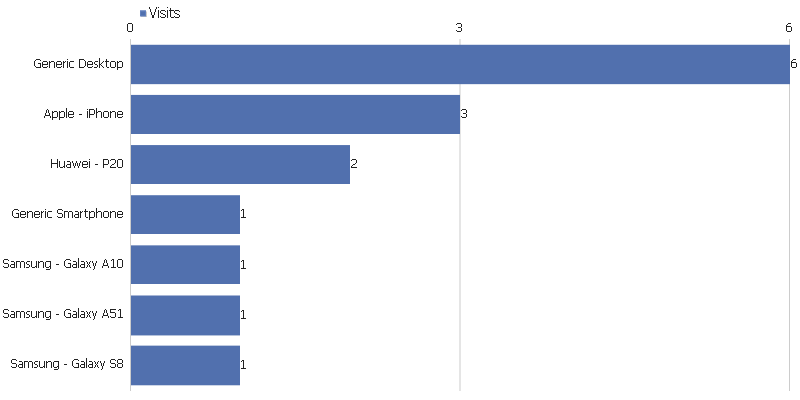 Visits
0 3 6
Generic Desktop 6
Apple - iPhone 3
Huawei - P20 2
Generic Smartphone 1
Samsung - Galaxy A10 1
Samsung - Galaxy A51 1
Samsung - Galaxy S8 1